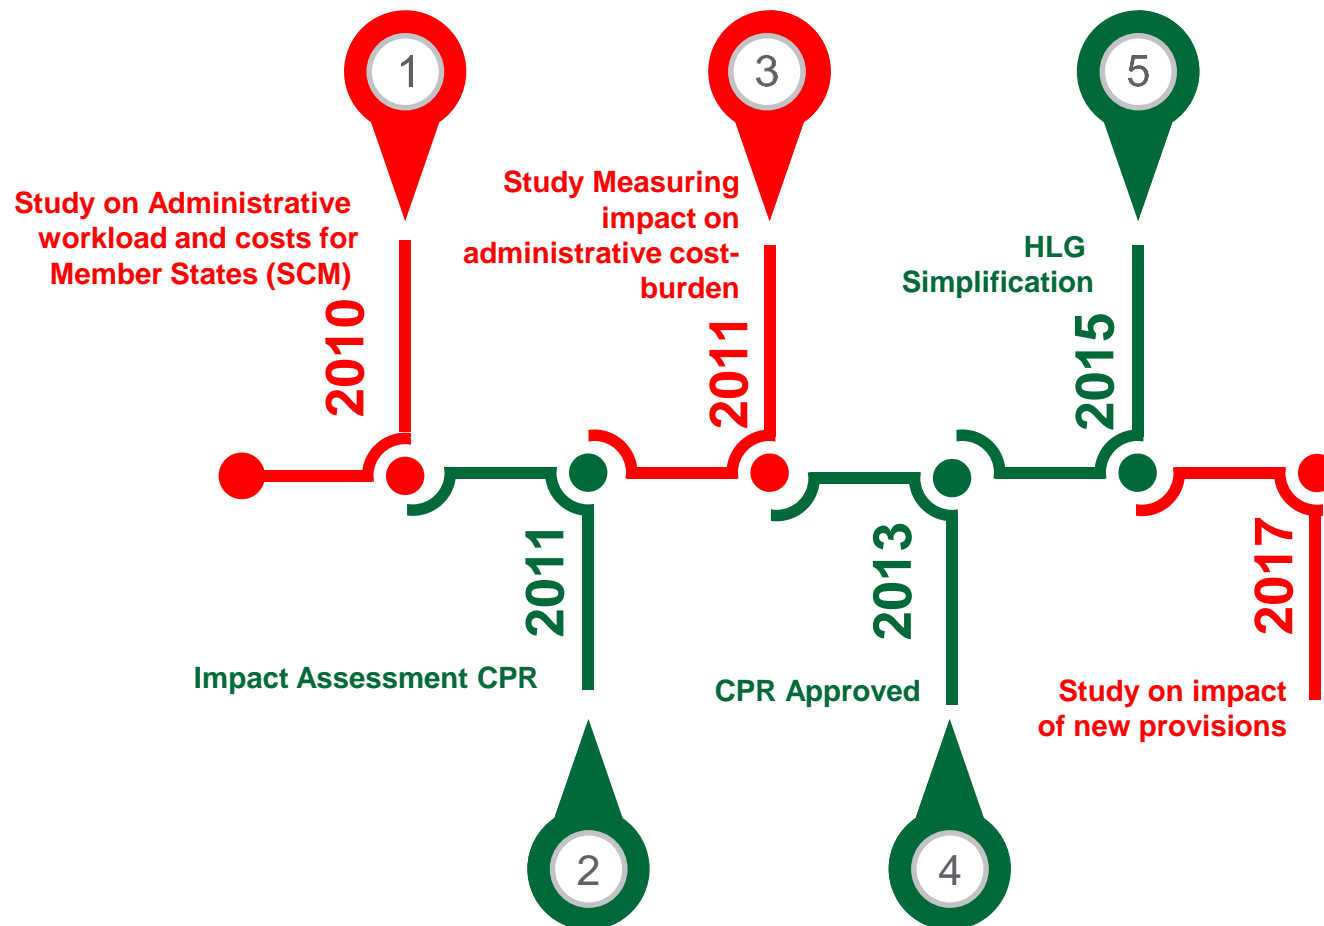 1
Study on Administrative
workload and costs for
Member States (SCM)
2010
2011
Impact Assessment CPR
2
3
Study Measuring
impact on
administrative cost-
burden
2011
2013
CPR Approved
4
5
HLG
Simplification
2015
2017
Study on impact
of new provisions